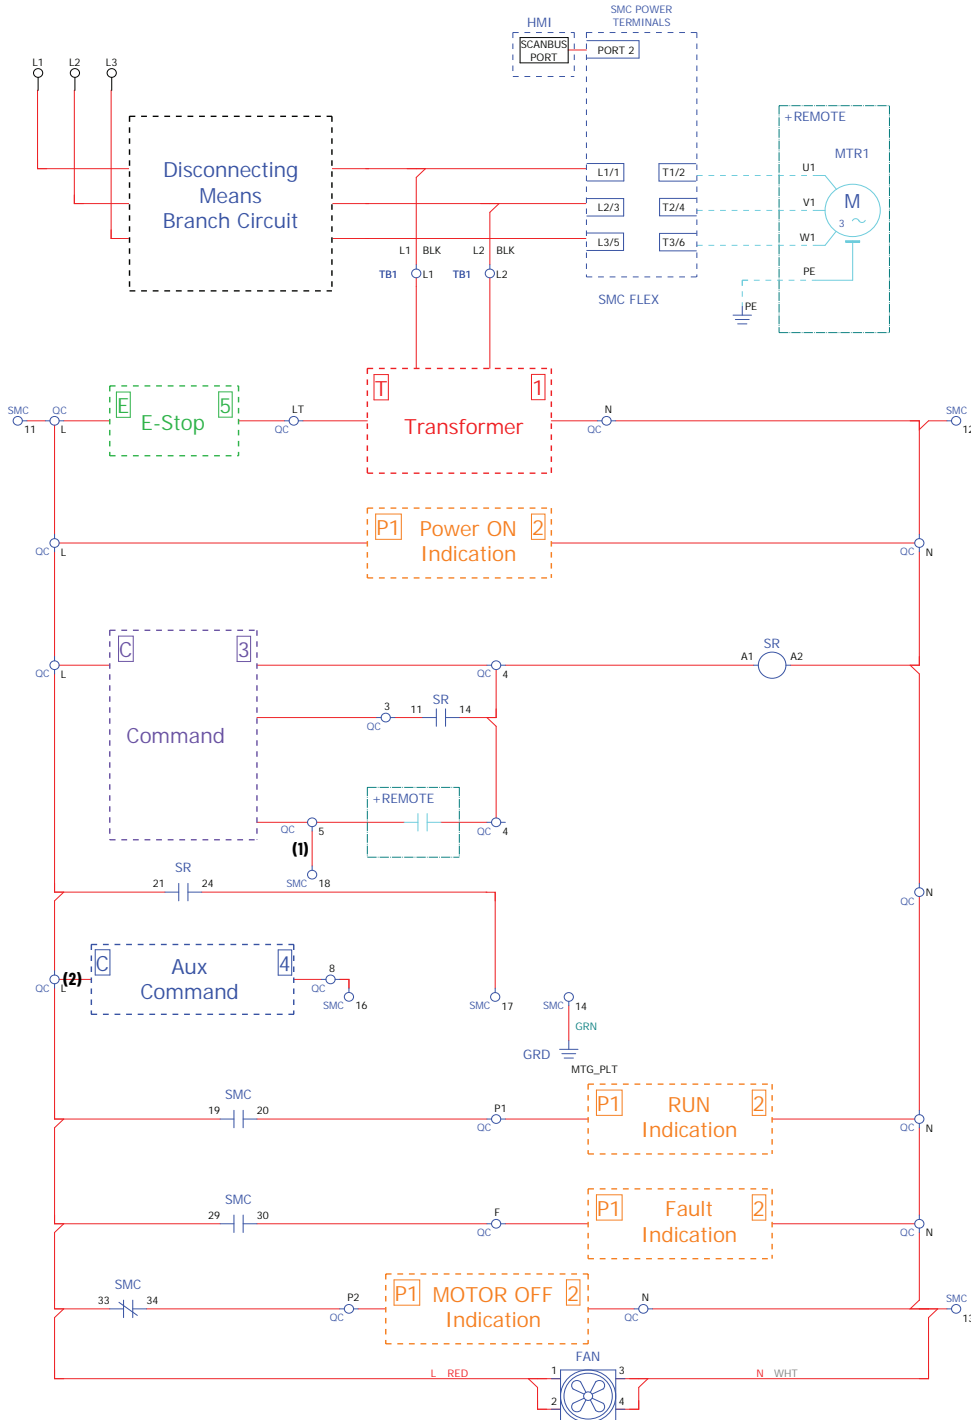 SMC POWER
TERMINALS
HMI
SCANBUS
PORT
PORT 2
L1
L2
L3
+REMOTE
MTR1
Disconnecting
Means
Branch Circuit
L1/1
T1/2
U1
L2/3
T2/4
V1
M
3 ~
L3/5
T3/6
W1
L1
BLK
L2
BLK
TB1
L1
TB1
L2
PE
SMC FLEX
PE
T
1
Transformer
E
5
E-Stop
SMC
11
QC
L
LT
QC
N
QC
SMC
12
P1
Power ON
2
Indication
QC
L
QC
N
C
3
Command
QC
L
QC
4
A1
SR
A2
3
QC
11
SR
14
+REMOTE
QC
5
QC
4
(1)
SMC
18
SR
21
24
QC
N
C
Aux
4
Command
QC
L
(2)
8
QC
SMC
16
SMC
17
SMC
14
GRN
GRD
MTG_PLT
SMC
19
20
P1
QC
P1
RUN
2
Indication
QC
N
SMC
29
30
F
QC
P1
Fault
2
Indication
QC
N
SMC
33
34
P2
QC
P1
MOTOR OFF
2
Indication
N
QC
SMC
13
FAN
L
RED
1
3
N
WHT
2
4